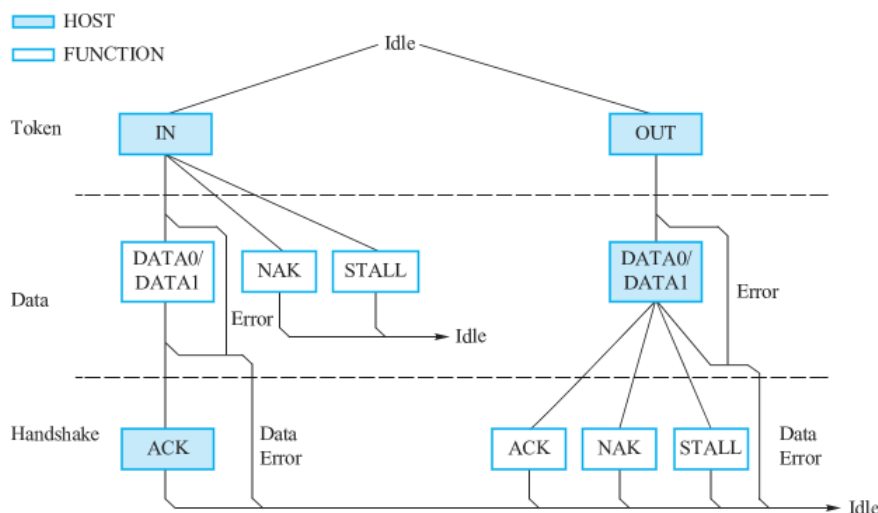 HOST
FUNCTION
Idle
Token
IN
OUT
Data
DATA0/
DATA1
NAK
STALL
Error
Idle
DATA0/
DATA1
Error
Handshake
ACK
Data
Error
ACK
NAK
STALL
Data
Error
Idle